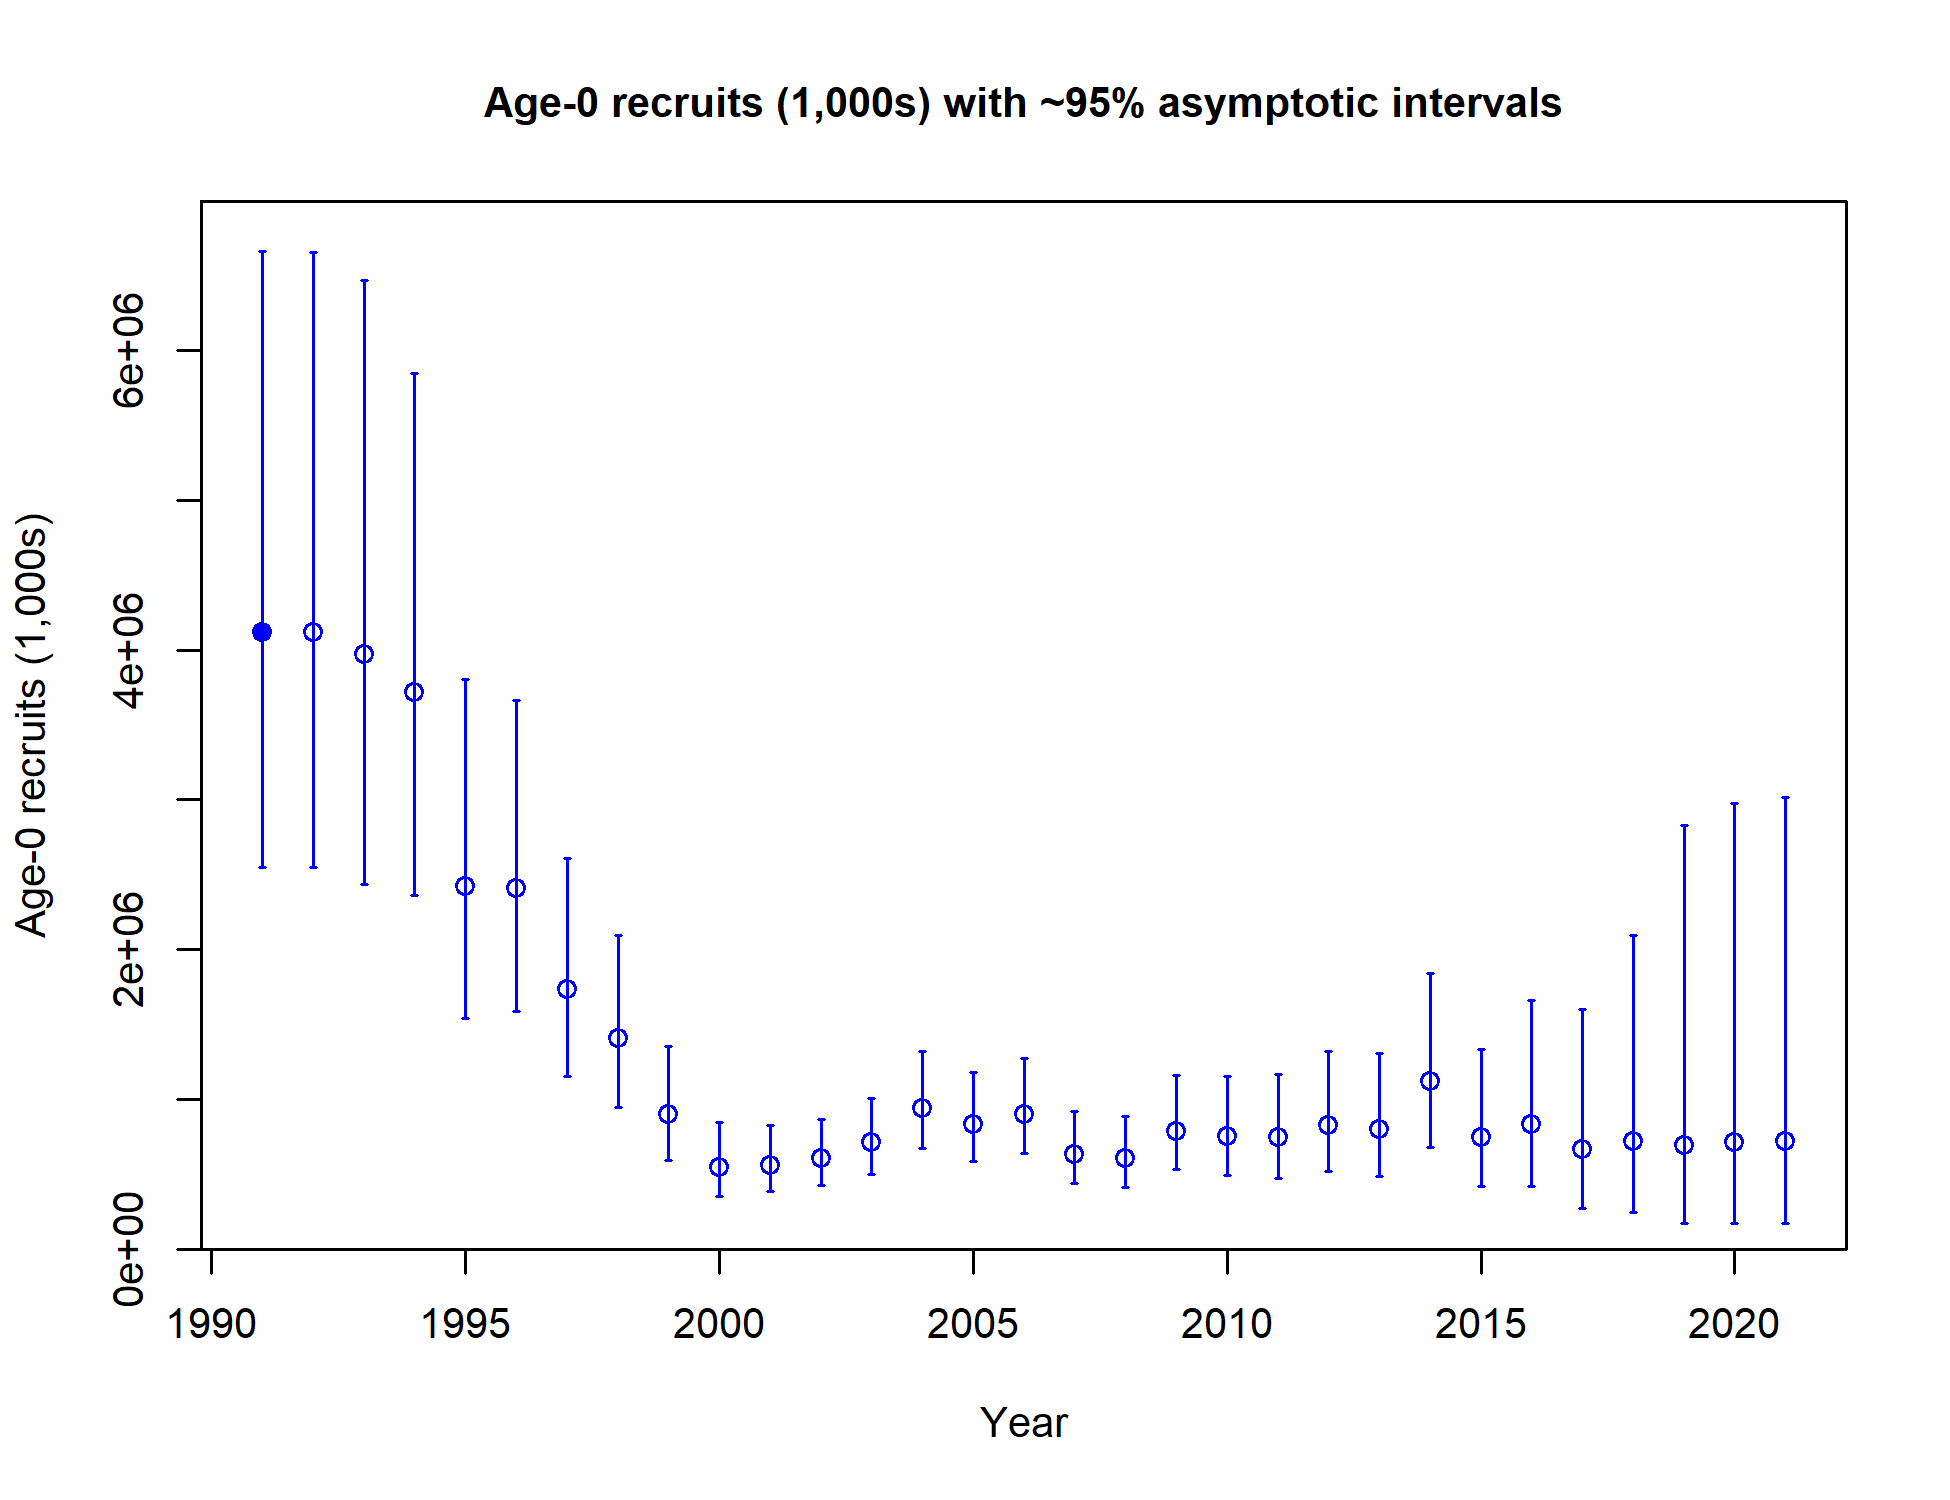 Age-0 recruits (1,000s) with ~95% asymptotic intervals
Age-0 recruits (1,000s)
6e+06
4e+06
2e+06
0e+00
1990 1995 2000 2005 2010 2015 2020
Year